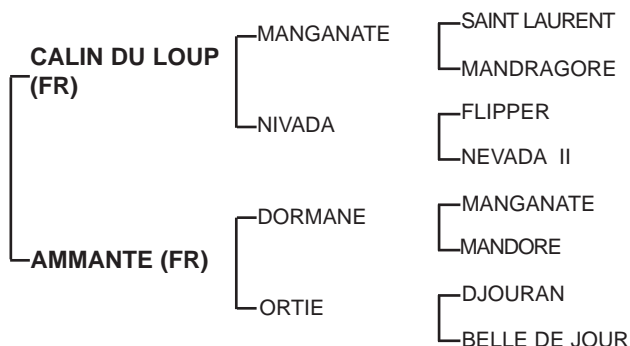 SAINT LAURENT
MANGANATE
CALIN DU LOUP
(FR)
MANDRAGORE
FLIPPER
NIVADA
NEVADA II
MANGANATE
DORMANE
MANDORE
AMMANTE (FR)
DJOURAN
ORTIE
BELLE DE JOUR